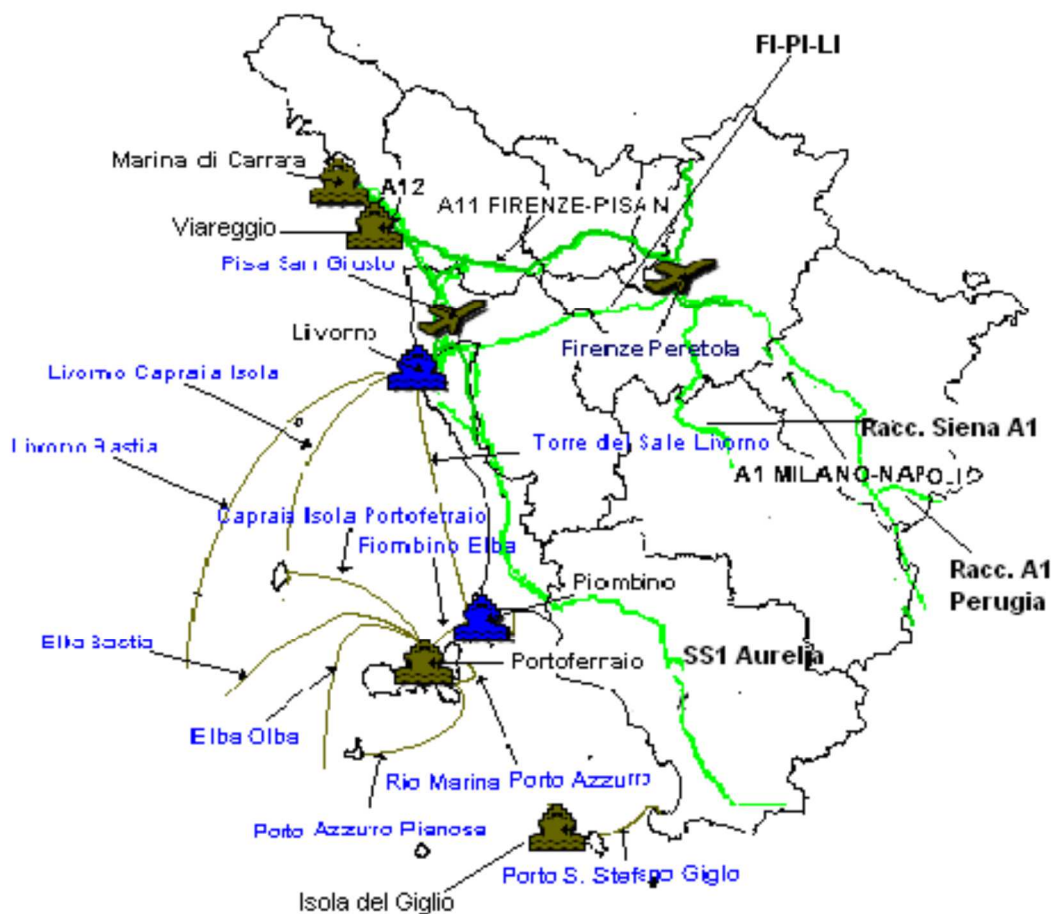 FI-PI-LI
Marina di Carrara
A12
A11 FIRENZE-PISA N
Viareggio
Pisa San Giusto
Livorno
Firenze Peretola
Livorno Capraia Isola
Racc. Siena A1
Livorno Bastia
Torre del Sale Livorno
A1 MILANO-NAPOLI
Capraia Isola Portoferraio
Piombino Elba
Racc. A1
Perugia
Piombino
Elba Bastia
Portoferraio
SS1 Aurelia
Elba Olba
Rio Marina Porto Azzurro
Porto Azzurro Pianosa
Porto S. Stefano Giglo
Isola del Giglio